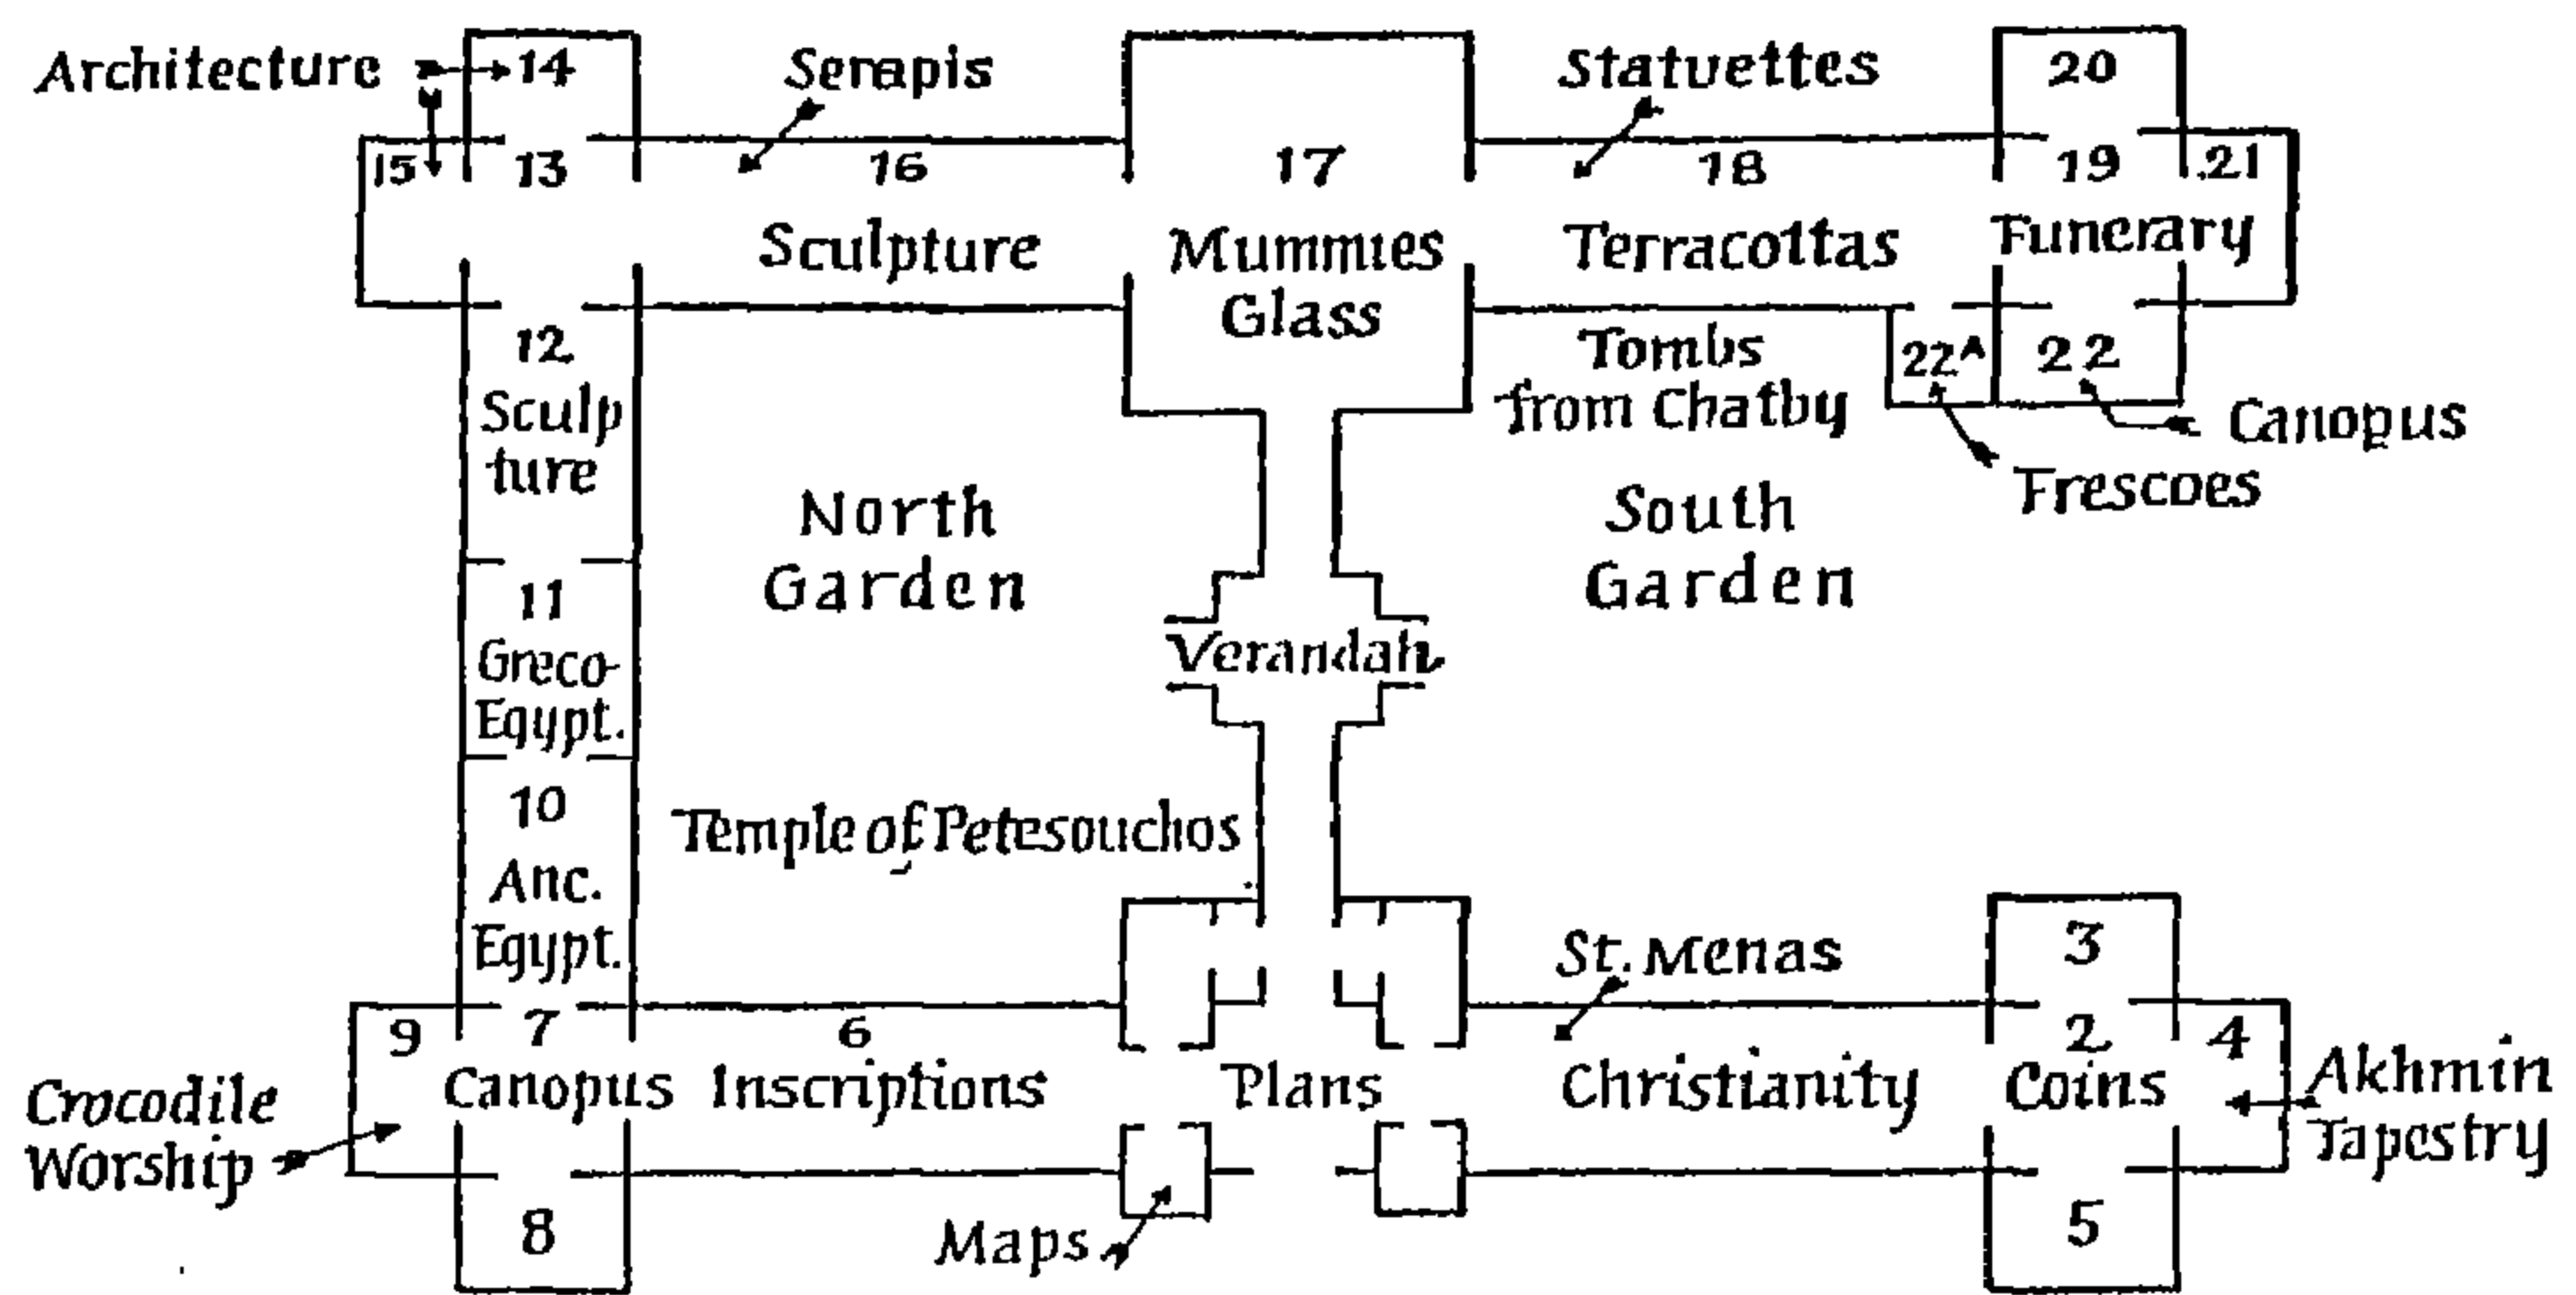 Architecture
14
Serapis
Statuettes
20
15
13
16
17
18
19
21
Sculpture
Mummies
Glass
Terracottas
Funerary
12
Sculp
ture
Tombs
from Chatby
22A
22
Canopus
Frescoes
North
Garden
South
Garden
11
Greco-
Egypt.
Verandah
10
Anc.
Egypt.
Temple of Petesouchos
St. Menas
3
9
7
6
2
4
Crocodile
Worship
Canopus
Inscriptions
Plans
Christianity
Coins
Akhmin
Tapestry
8
Maps
5